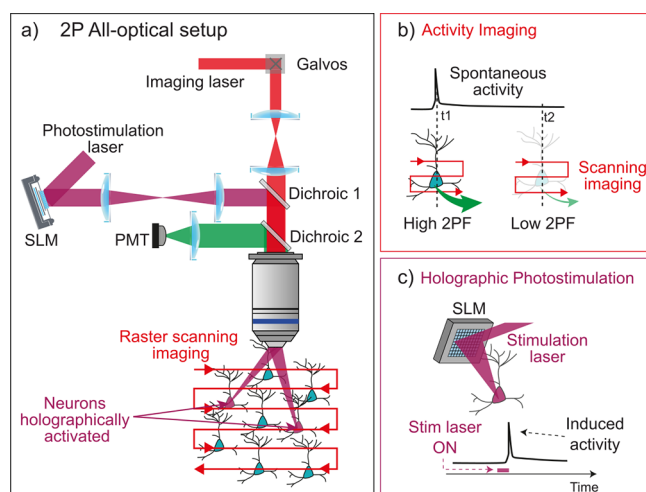 a) 2P All-optical setup
Imaging laser
Galvos
Photostimulation
laser
SLM
Dichroic 1
PMT
Dichroic 2
Raster scanning
imaging
Neurons
holographically
activated
b) Activity Imaging
Spontaneous
activity
t1
t2
Scanning
imaging
High 2PF
Low 2PF
c) Holographic Photostimulation
SLM
Stimulation
laser
Stim laser
ON
Induced
activity
Time